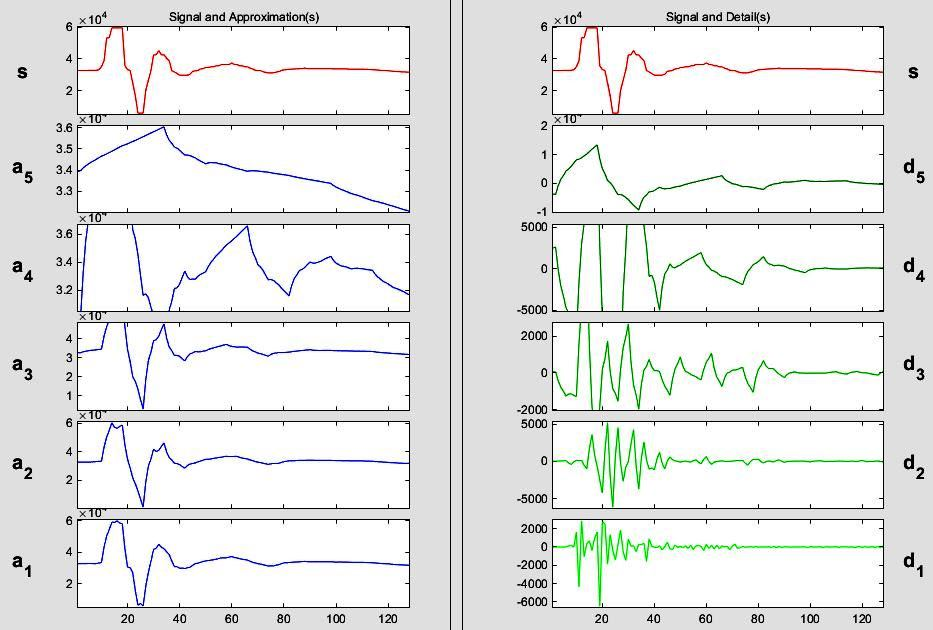 Signal and Approximation(s)
×10⁴
s
6
4
2
×10⁴
a5
3.6
3.5
3.4
3.3
a4
3.6
3.4
3.2
a3
4
3
2
1
a2
6
4
2
a1
6
4
2
20 40 60 80 100 120
Signal and Detail(s)
×10⁴
6
4
2
s
2
1
0
-1
d5
5000
0
-5000
d4
2000
0
-2000
d3
5000
0
-5000
d2
2000
0
-2000
-4000
-6000
d1
20 40 60 80 100 120